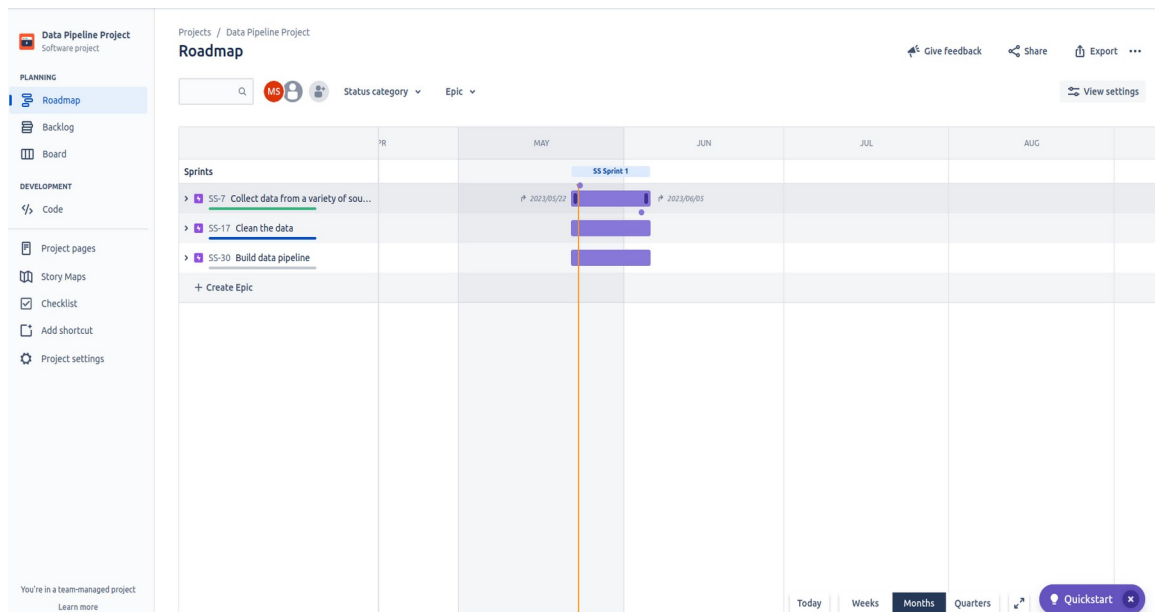 Data Pipeline Project
Software project
PLANNING
Roadmap
Backlog
Board
DEVELOPMENT
Code
Project pages
Story Maps
Checklist
Add shortcut
Project settings
You're in a team-managed project
Learn more
Projects / Data Pipeline Project
Roadmap
Give feedback
Share
Export
MS
Status category
Epic
View settings
PR MAY JUN JUL AUG
Sprints SS Sprint 1
SS-7 Collect data from a variety of sou... 2023/05/22 2023/06/05
SS-17 Clean the data
SS-30 Build data pipeline
+ Create Epic
Today Weeks Months Quarters Quickstart